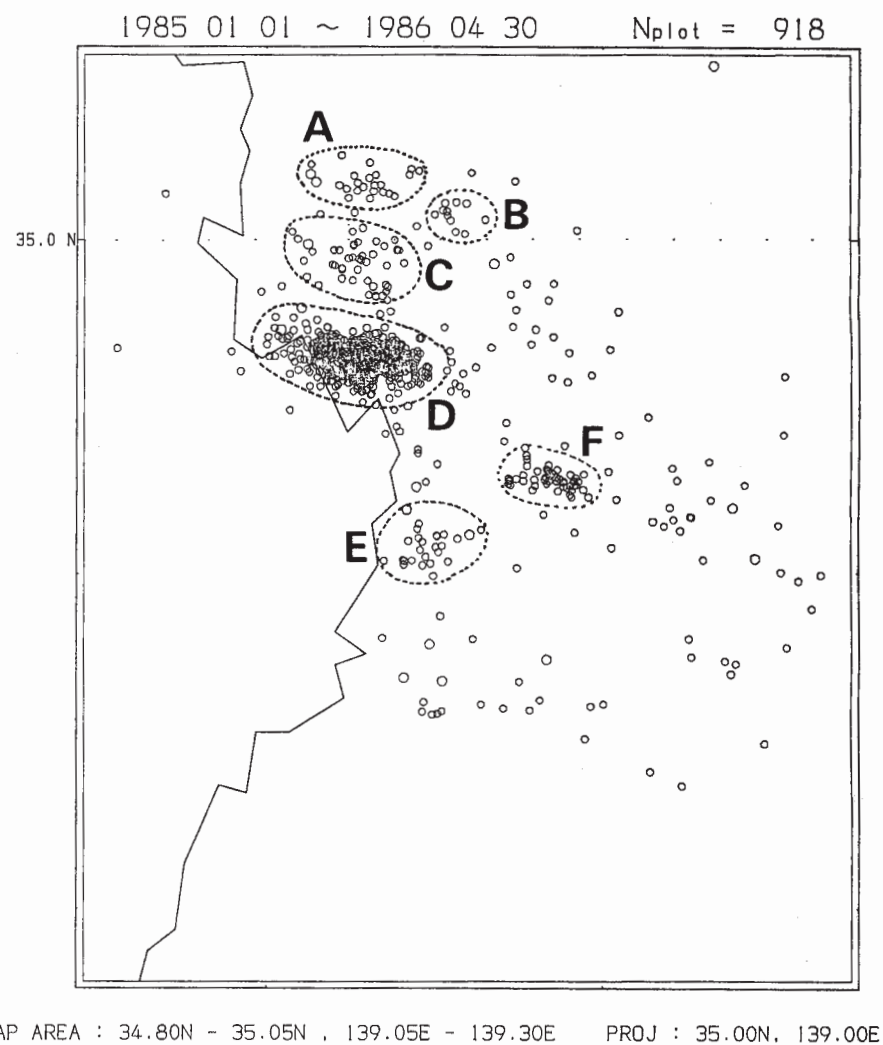 1985 01 01 ~ 1986 04 30 Nplot = 918
A
B
35.0 N
C
D
F
E
AP AREA : 34.80N - 35.05N , 139.05E - 139.30E PROJ : 35.00N, 139.00E